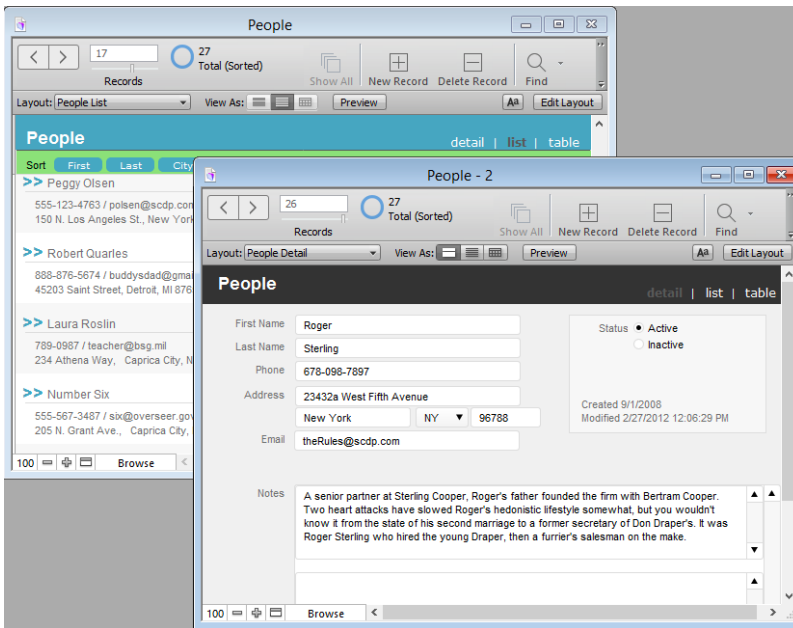 People
17
27
Total (Sorted)
Records
Show All
New Record
Delete Record
Find
Layout: People List
View As:
Preview
Aa
Edit Layout
People
detail | list | table
Sort First Last City
>> Peggy Olsen
555-123-4763 / polsen@scdp.com
150 N. Los Angeles St., New York
>> Robert Quarles
888-876-5674 / buddysdad@gmai
45203 Saint Street, Detroit, MI 876
>> Laura Roslin
789-0987 / teacher@bsg.mil
234 Athena Way, Caprica City, N
>> Number Six
555-567-3487 / six@overseer.gov
205 N. Grant Ave., Caprica City,
100
Browse
People - 2
26
27
Total (Sorted)
Records
Show All
New Record
Delete Record
Find
Layout: People Detail
View As:
Preview
Aa
Edit Layout
People
detail | list | table
First Name Roger
Last Name Sterling
Phone 678-098-7897
Address 23432a West Fifth Avenue
New York NY 96788
Email theRules@scdp.com
Status Active
Inactive
Created 9/1/2008
Modified 2/27/2012 12:06:29 PM
Notes
A senior partner at Sterling Cooper, Roger's father founded the firm with Bertram Cooper.
Two heart attacks have slowed Roger's hedonistic lifestyle somewhat, but you wouldn't
know it from the state of his second marriage to a former secretary of Don Draper's. It was
Roger Sterling who hired the young Draper, then a furrier's salesman on the make.
100
Browse